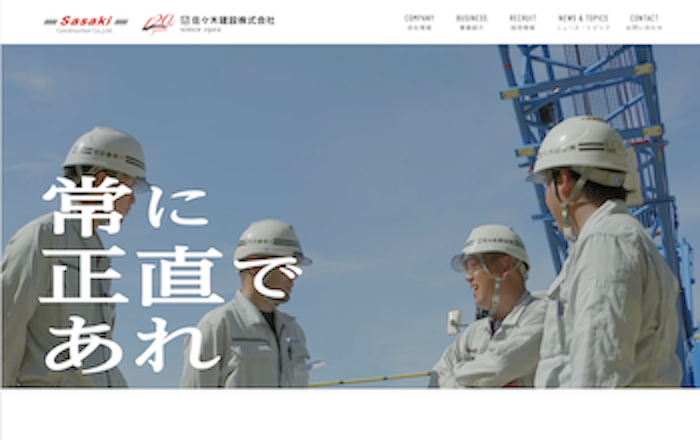 Sasaki
Construction Co.,Ltd.
佐々木建設株式会社
COMPANY
会社情報
BUSINESS
事業紹介
RECRUIT
採用情報
NEWS & TOPICS
ニュース・トピック
CONTACT
お問い合わせ
常に
正直で
あれ